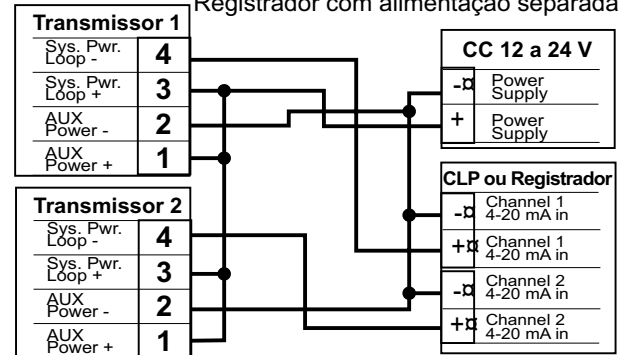 Registrador com alimentação separada
Transmissor 1
Sys. Pwr.
Loop -
4
Sys. Pwr.
Loop +
3
AUX
Power -
2
AUX
Power +
1
Transmissor 2
Sys. Pwr.
Loop -
4
Sys. Pwr.
Loop +
3
AUX
Power -
2
AUX
Power +
1
CC 12 a 24 V
-¤ Power
Supply
+ Power
Supply
CLP ou Registrador
-¤ Channel 1
4-20 mA in
+¤ Channel 1
4-20 mA in
-¤ Channel 2
4-20 mA in
+¤ Channel 2
4-20 mA in